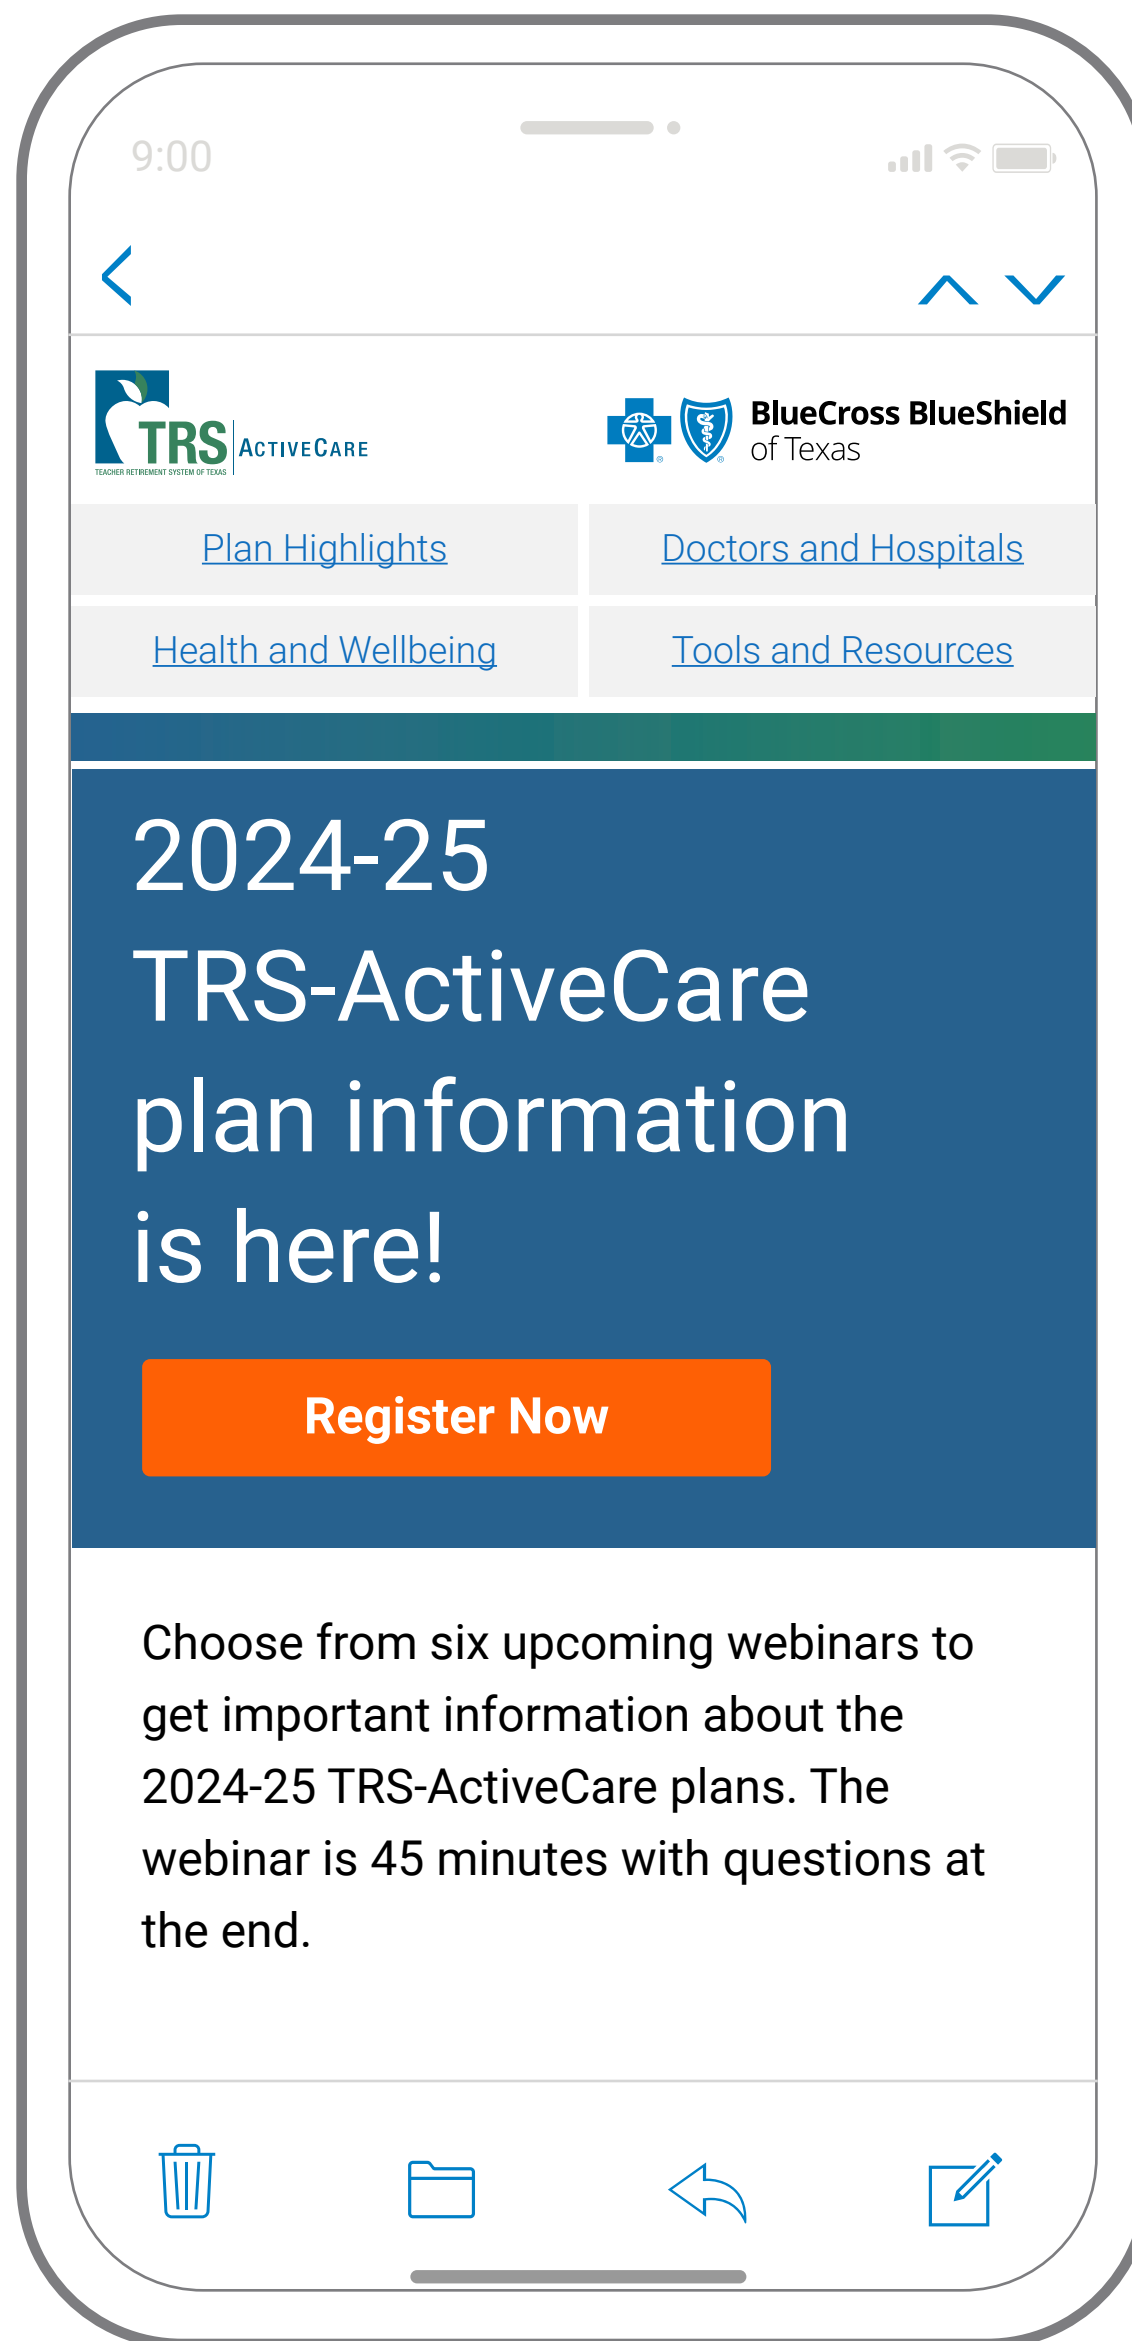 9:00
TRS ACTIVECARE
TEACHER RETIREMENT SYSTEM OF TEXAS
BlueCross BlueShield
of Texas
Plan Highlights
Doctors and Hospitals
Health and Wellbeing
Tools and Resources
2024-25
TRS-ActiveCare
plan information
is here!
Register Now
Choose from six upcoming webinars to
get important information about the
2024-25 TRS-ActiveCare plans. The
webinar is 45 minutes with questions at
the end.